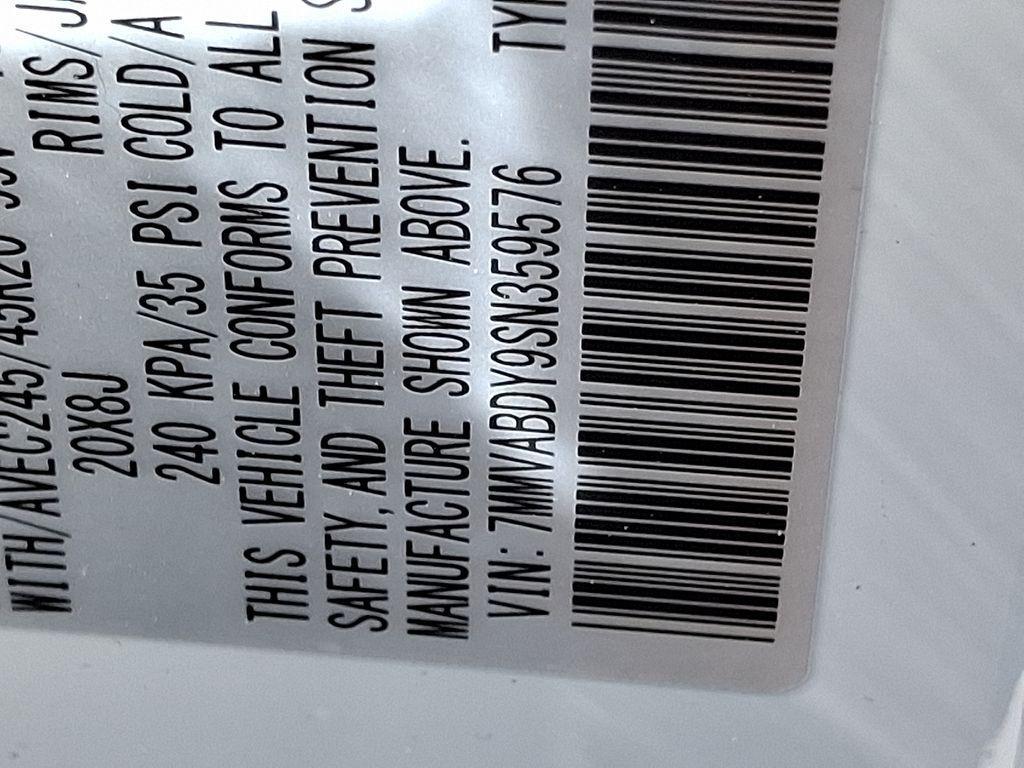 WITH/AVEC 245/45R20
20X8J RIMS/
240 KPA/35 PSI COLD/A
THIS VEHICLE CONFORMS TO ALL
SAFETY, AND THEFT PREVENTION S
MANUFACTURE SHOWN ABOVE.
VIN: 7MMVABDY9SN359576 TY